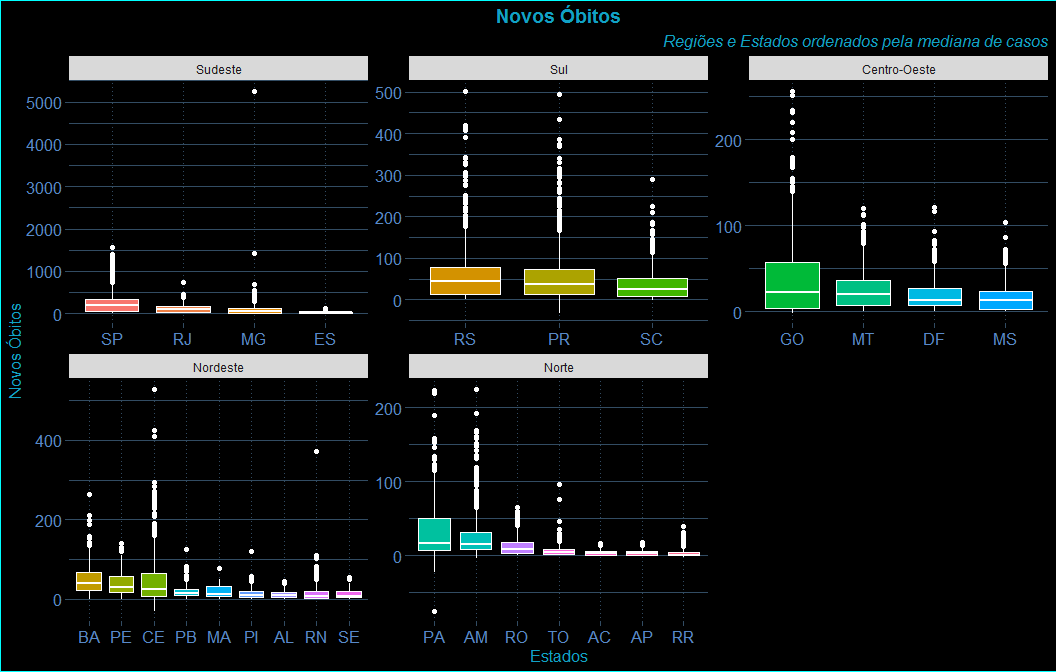 Novos Óbitos
Regiões e Estados ordenados pela mediana de casos
Sudeste
5000
4000
3000
2000
1000
0
SP RJ MG ES
Sul
500
400
300
200
100
0
RS PR SC
Centro-Oeste
200
100
0
GO MT DF MS
Novos Óbitos
Nordeste
400
200
0
BA PE CE PB MA PI AL RN SE
Norte
200
100
0
PA AM RO TO AC AP RR
Estados